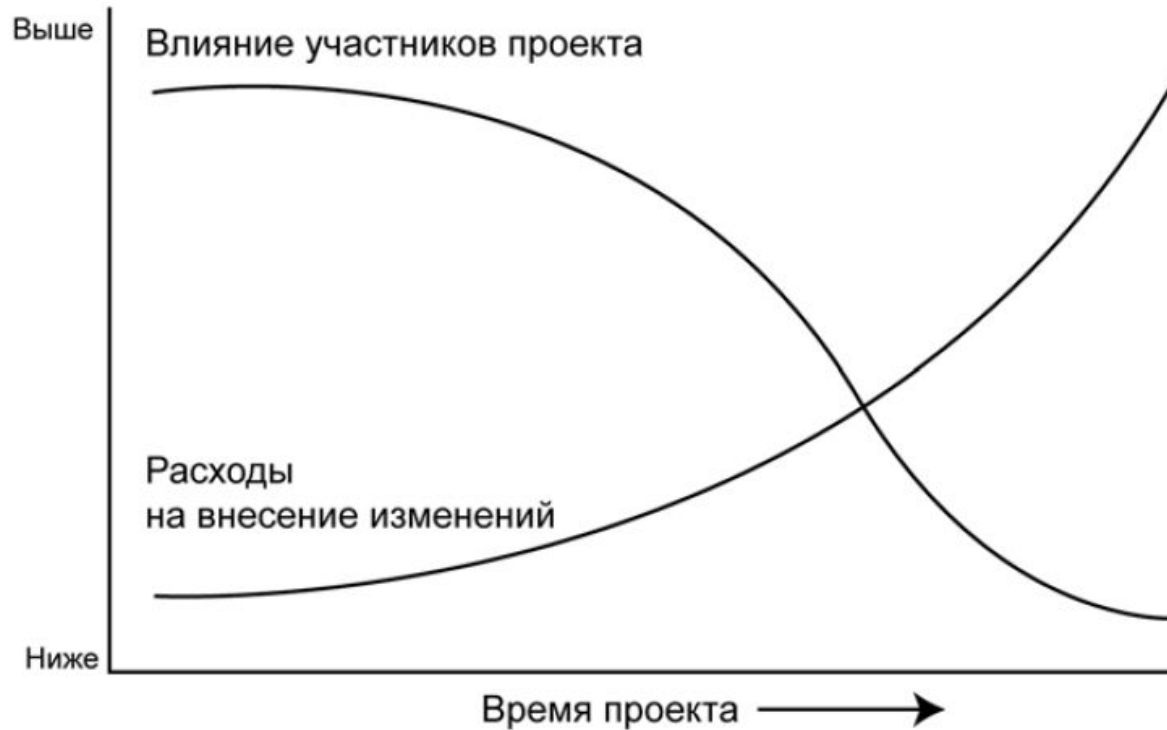 Выше
Влияние участников проекта
Расходы
на внесение изменений
Ниже
Время проекта